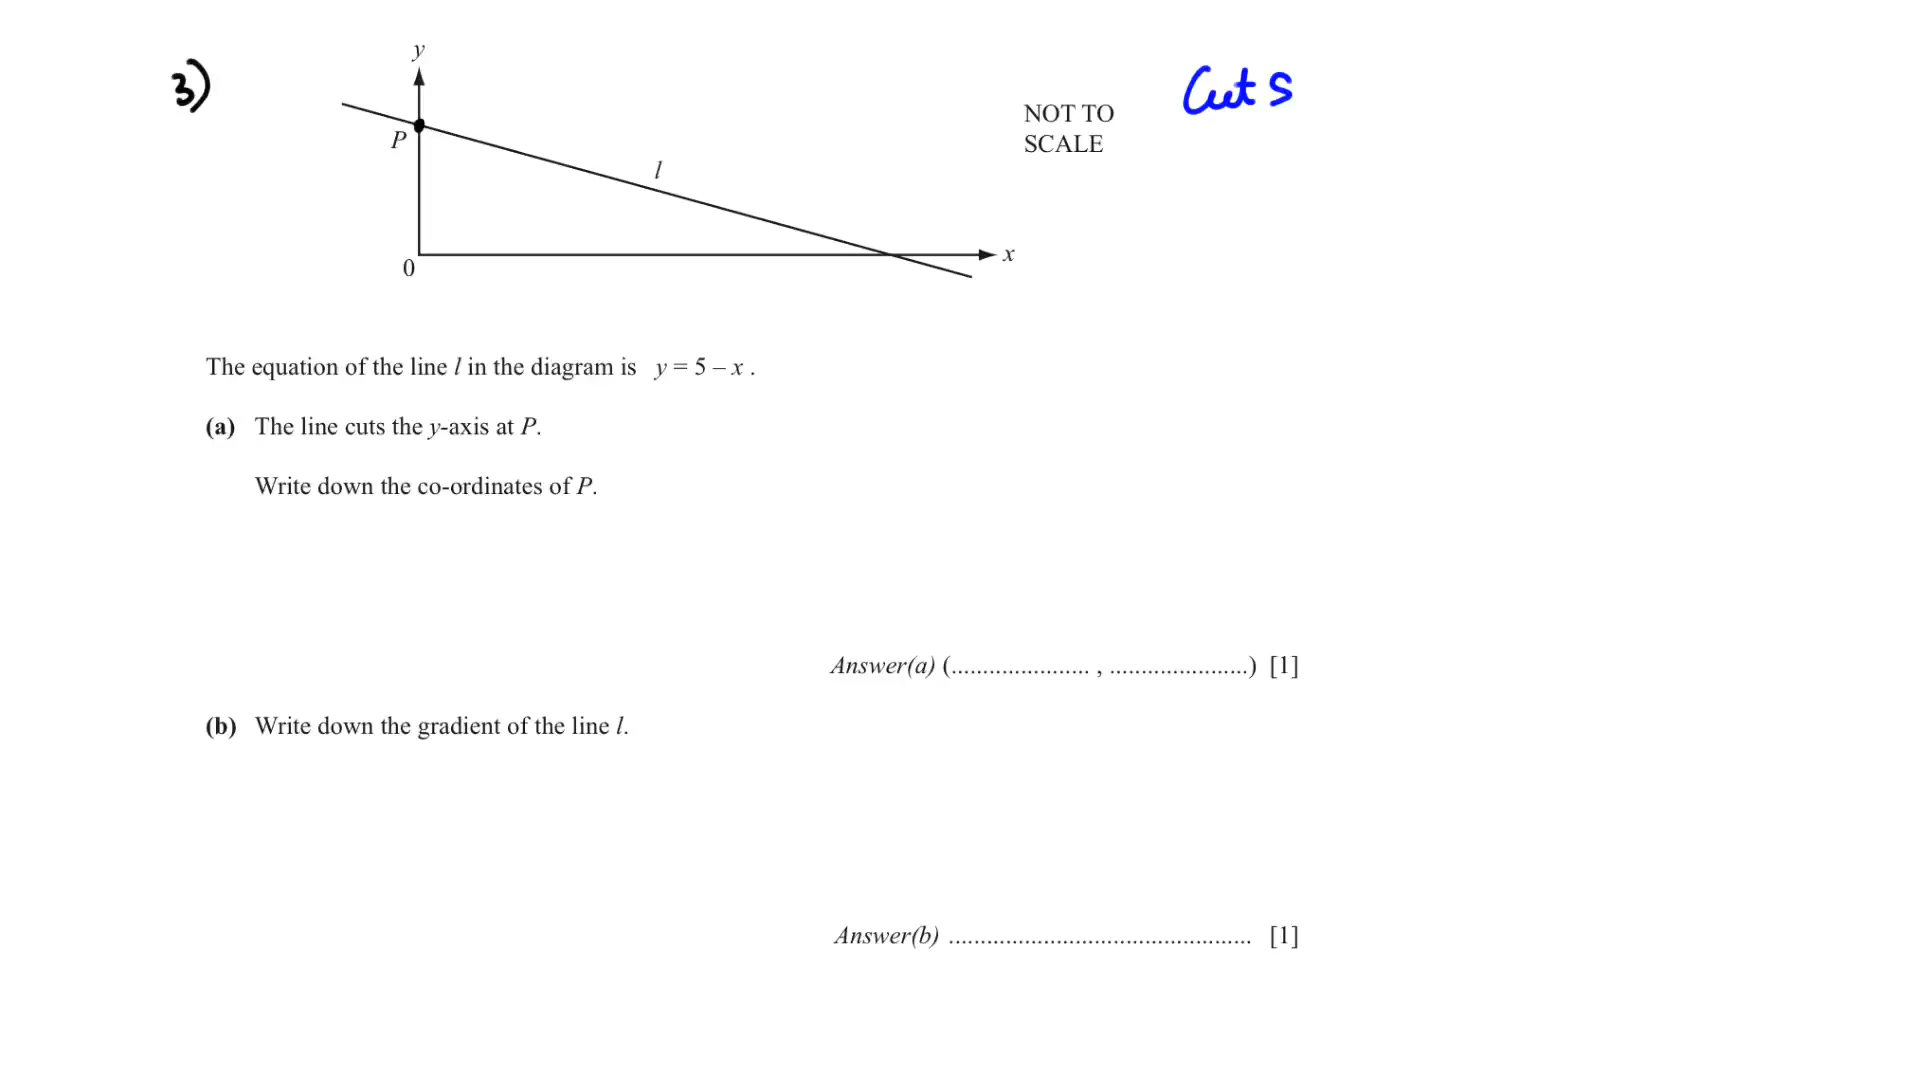 3)
y
Cuts
NOT TO
SCALE
P
l
x
0
The equation of the line l in the diagram is y = 5 – x .
(a) The line cuts the y-axis at P.
Write down the co-ordinates of P.
Answer(a) (...................... , ......................) [1]
(b) Write down the gradient of the line l.
Answer(b) ................................................ [1]